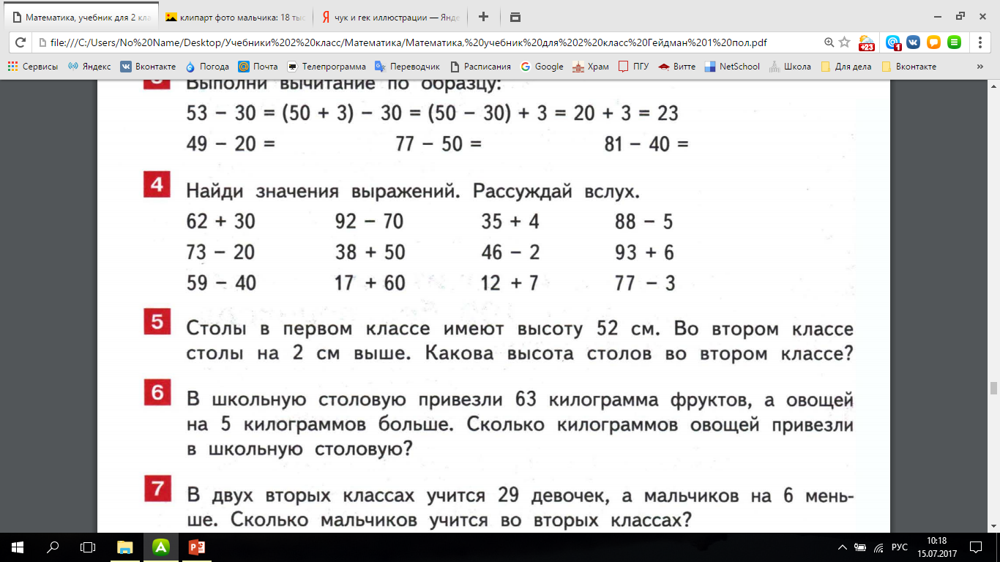 Математика, учебник для 2 кла
клипарт фото мальчика: 18 тыс
чук и гек иллюстрации — Янде
file:///C:/Users/No%20Name/Desktop/Учебники%202%20класс/Математика/Математика,%20учебник%20для%202%20класс%20Гейдман%201%20пол.pdf
+23
1
Сервисы Яндекс Вконтакте Погода Почта Телепрограмма Переводчик Расписания Google Храм ПГУ Витте NetSchool Школа Для дела Вконтакте »
3 Выполни вычитание по образцу:
53 – 30 = (50 + 3) – 30 = (50 – 30) + 3 = 20 + 3 = 23
49 – 20 = 77 – 50 = 81 – 40 =
4 Найди значения выражений. Рассуждай вслух.
62 + 30 92 – 70 35 + 4 88 – 5
73 – 20 38 + 50 46 – 2 93 + 6
59 – 40 17 + 60 12 + 7 77 – 3
5 Столы в первом классе имеют высоту 52 см. Во втором классе
столы на 2 см выше. Какова высота столов во втором классе?
6 В школьную столовую привезли 63 килограмма фруктов, а овощей
на 5 килограммов больше. Сколько килограммов овощей привезли
в школьную столовую?
7 В двух вторых классах учится 29 девочек, а мальчиков на 6 мень-
ше. Сколько мальчиков учится во вторых классах?
РУС
10:18
15.07.2017